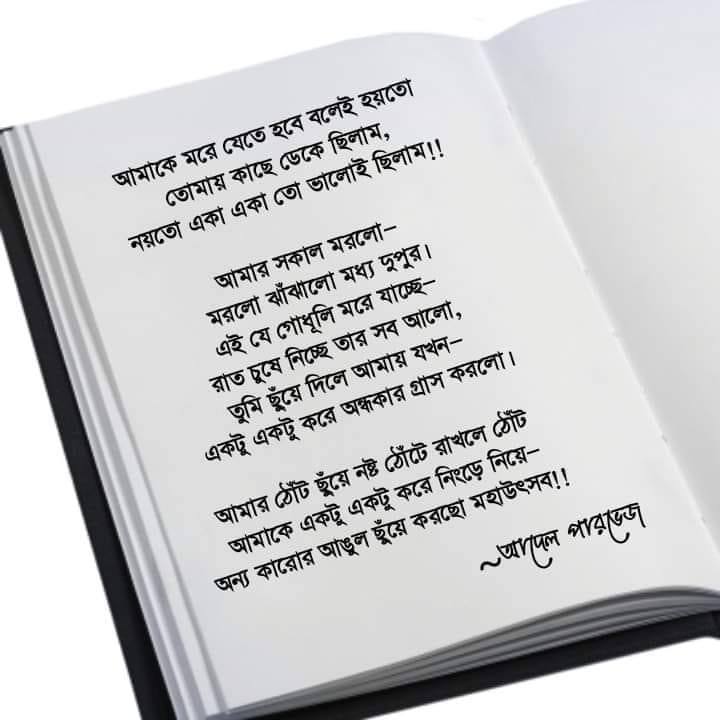 আমাকে মরে যেতে হবে বলেই হয়তো
তোমায় কাছে ডেকে ছিলাম,
নয়তো একা একা তো ভালোই ছিলাম!!
আমার সকাল মরলো-
মরলো ঝাঁঝালো মধ্য দুপুর।
এই যে গোধূলি মরে যাচ্ছে-
রাত চুষে নিচ্ছে তার সব আলো,
তুমি ছুঁয়ে দিলে আমায় যখন-
একটু একটু করে অন্ধকার গ্রাস করলো।
আমার ঠোঁট ছুঁয়ে নষ্ট ঠোঁটে রাখলে ঠোঁট
আমাকে একটু একটু করে নিংড়ে নিয়ে-
অন্য কারোর আঙুল ছুঁয়ে করছো মহাউৎসব!!
~আদেল পারভেজ